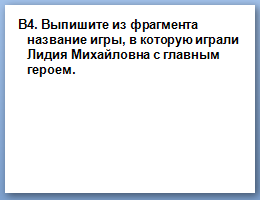 В4. Выпишите из фрагмента
название игры, в которую играли
Лидия Михайловна с главным
героем.